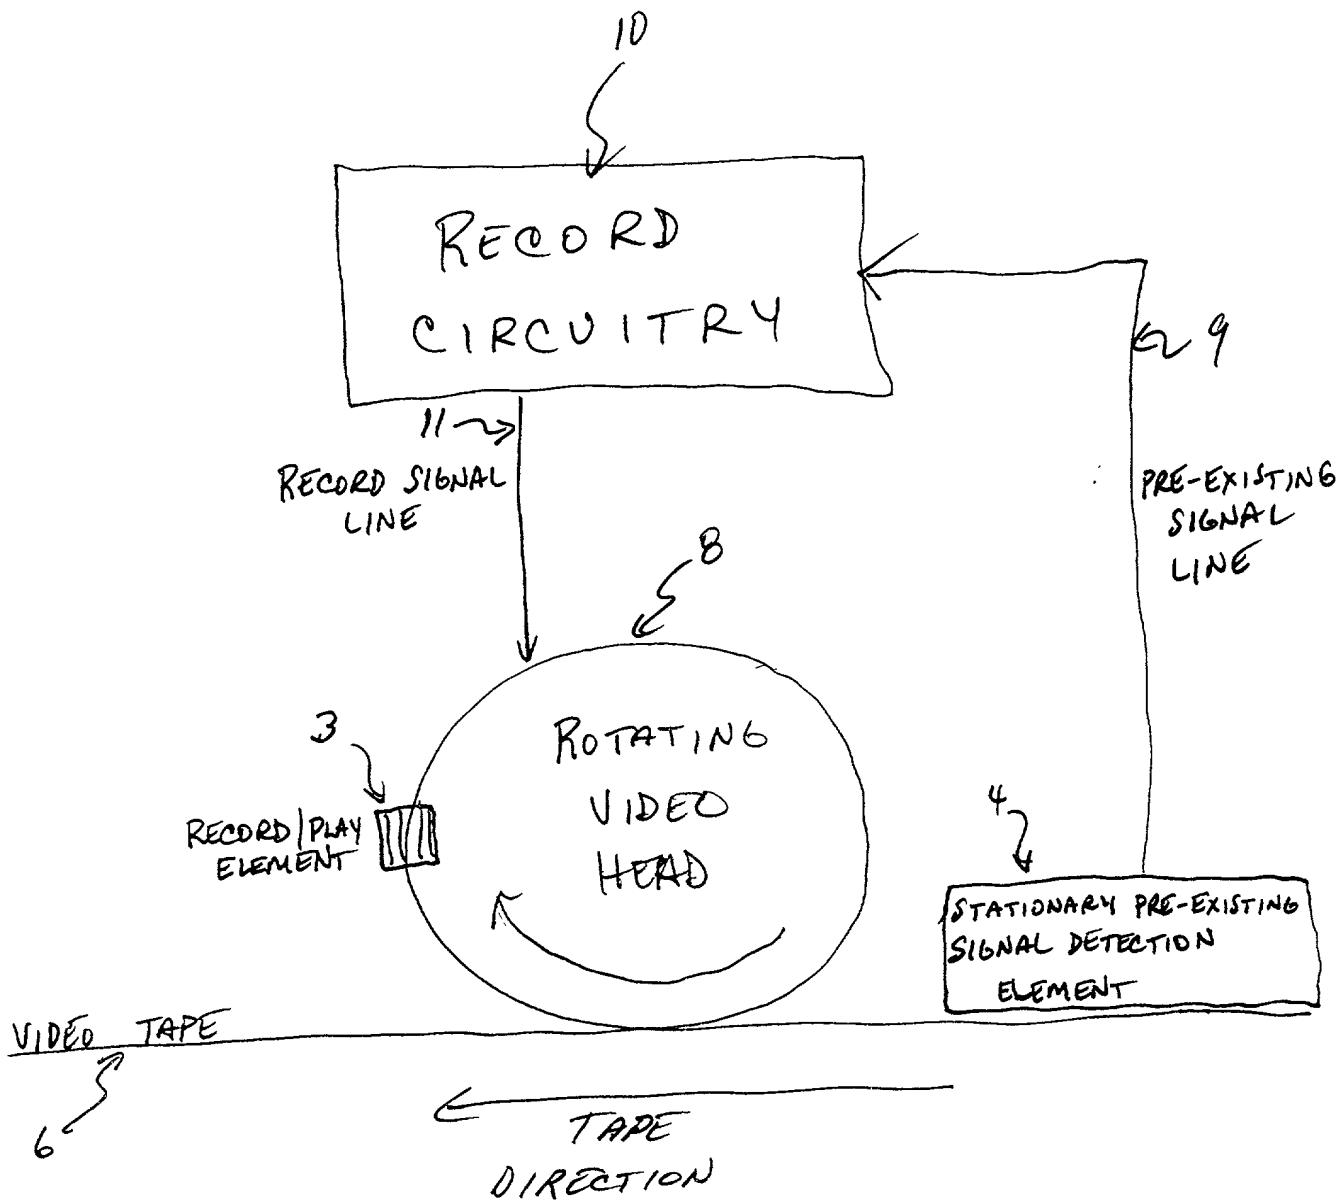 10
RECORD
CIRCUITRY
9
11
RECORD SIGNAL
LINE
PRE-EXISTING
SIGNAL
LINE
8
3
ROTATING
VIDEO
HEAD
RECORD/PLAY
ELEMENT
4
STATIONARY PRE-EXISTING
SIGNAL DETECTION
ELEMENT
VIDEO TAPE
6
TAPE
DIRECTION